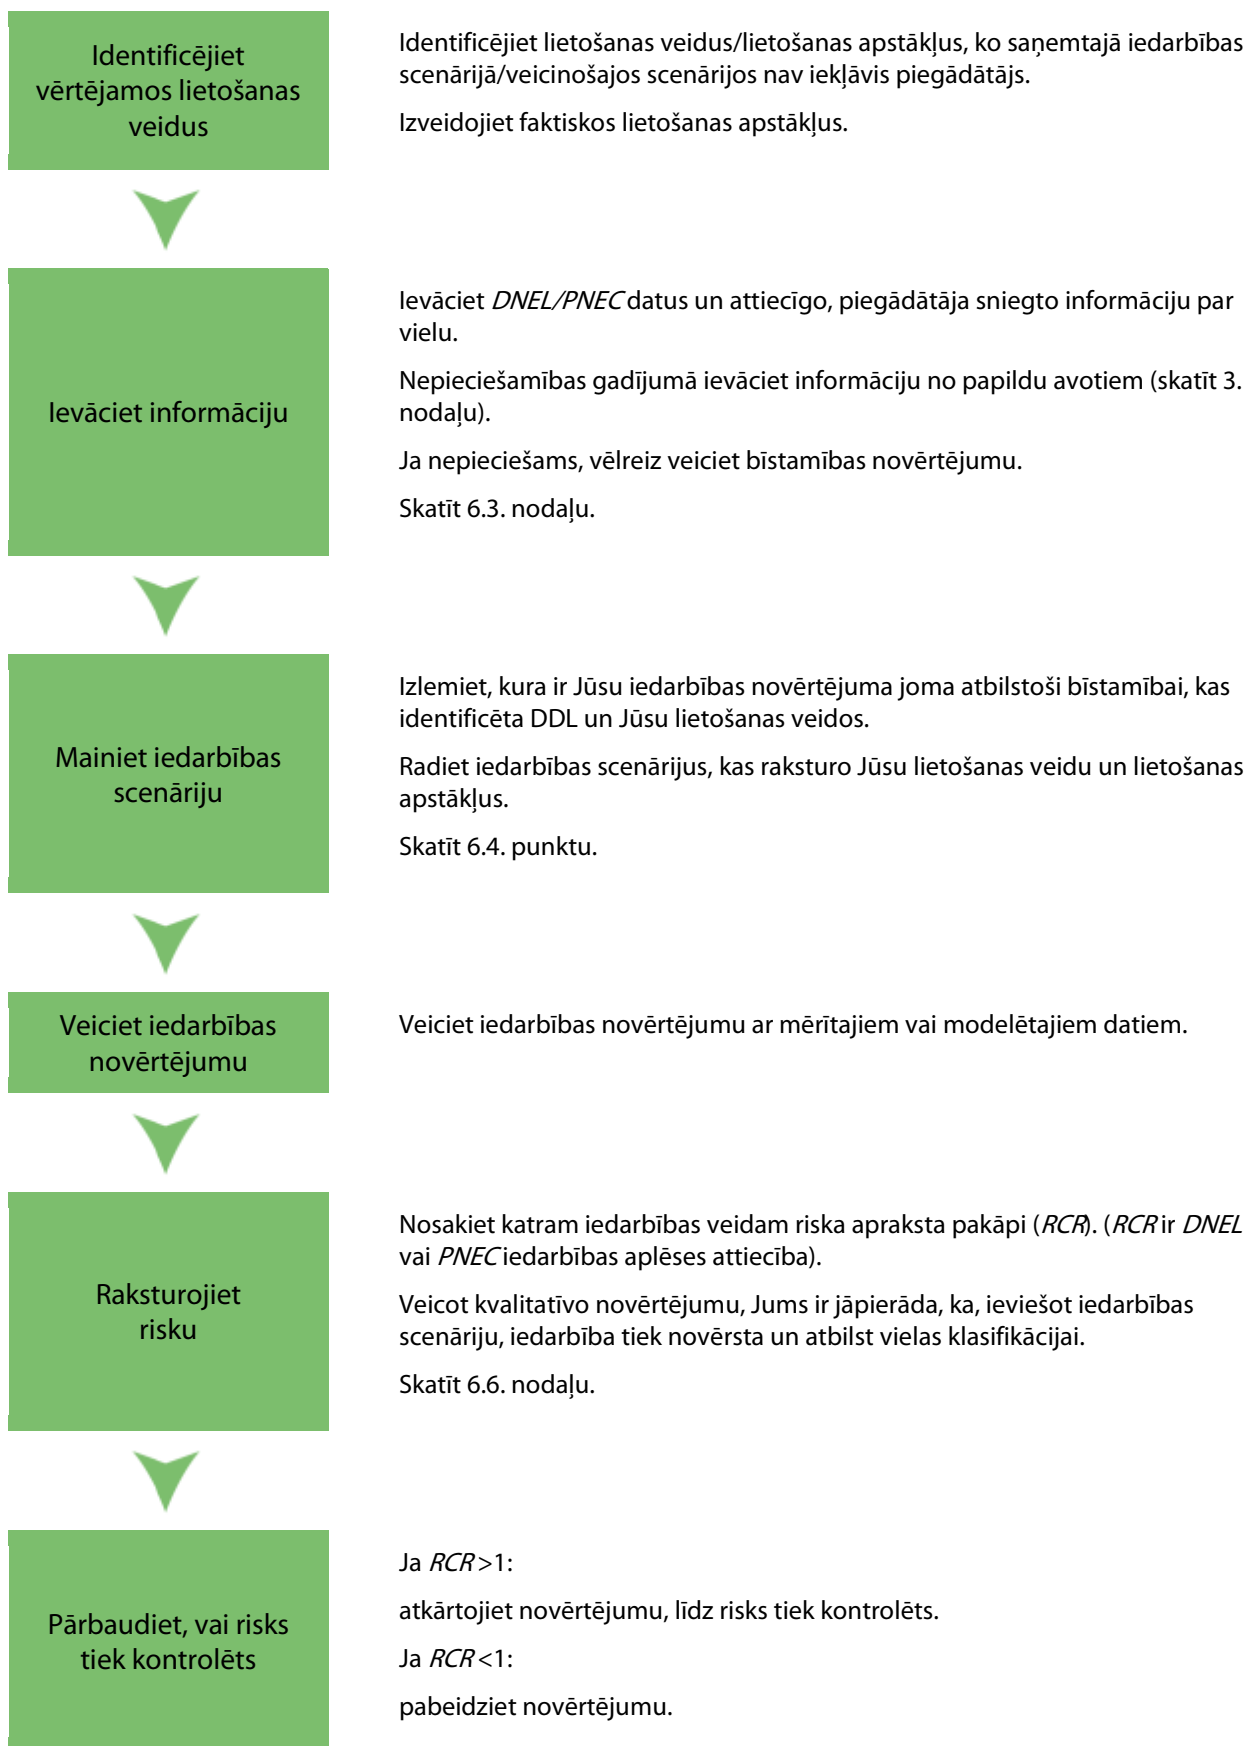 Identificējiet
vērtējamos lietošanas
veidus
Identificējiet lietošanas veidus/lietošanas apstākļus, ko saņemtajā iedarbības
scenārijā/veicinošajos scenārijos nav iekļāvis piegādātājs.
Izveidojiet faktiskos lietošanas apstākļus.
Ievāciet informāciju
Ievāciet DNEL/PNEC datus un attiecīgo, piegādātāja sniegto informāciju par
vielu.
Nepieciešamības gadījumā ievāciet informāciju no papildu avotiem (skatīt 3.
nodaļu).
Ja nepieciešams, vēlreiz veiciet bīstamības novērtējumu.
Skatīt 6.3. nodaļu.
Mainiet iedarbības
scenāriju
Izlemiet, kura ir Jūsu iedarbības novērtējuma joma atbilstoši bīstamībai, kas
identificēta DDL un Jūsu lietošanas veidos.
Radiet iedarbības scenārijus, kas raksturo Jūsu lietošanas veidu un lietošanas
apstākļus.
Skatīt 6.4. punktu.
Veiciet iedarbības
novērtējumu
Veiciet iedarbības novērtējumu ar mērītajiem vai modelētajiem datiem.
Raksturojiet
risku
Nosakiet katram iedarbības veidam riska apraksta pakāpi (RCR). (RCR ir DNEL
vai PNEC iedarbības aplēses attiecība).
Veicot kvalitatīvo novērtējumu, Jums ir jāpierāda, ka, ieviešot iedarbības
scenāriju, iedarbība tiek novērsta un atbilst vielas klasifikācijai.
Skatīt 6.6. nodaļu.
Pārbaudiet, vai risks
tiek kontrolēts
Ja RCR >1:
atkārtojiet novērtējumu, līdz risks tiek kontrolēts.
Ja RCR <1:
pabeidziet novērtējumu.